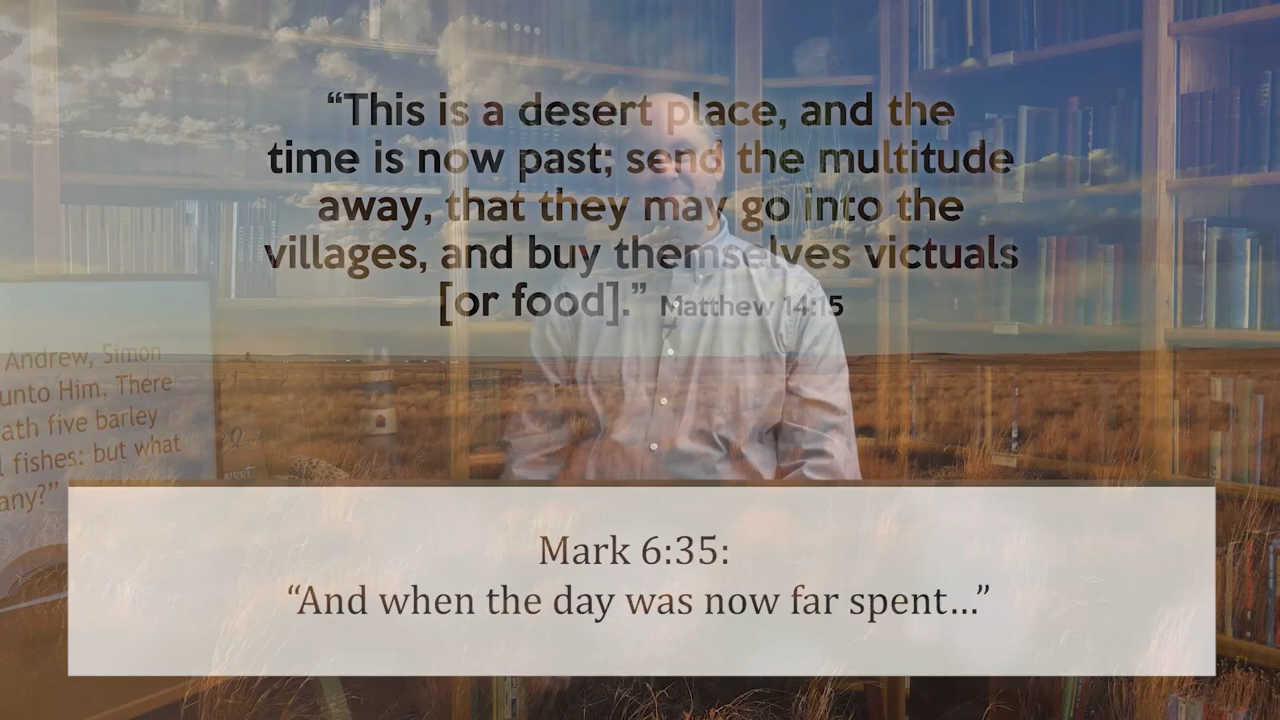 “This is a desert place, and the
time is now past; send the multitude
away, that they may go into the
villages, and buy themselves victuals
[or food].” Matthew 14:15
Andrew, Simon
unto Him, There
ath five barley
l fishes: but what
any?”
Mark 6:35:
“And when the day was now far spent...”